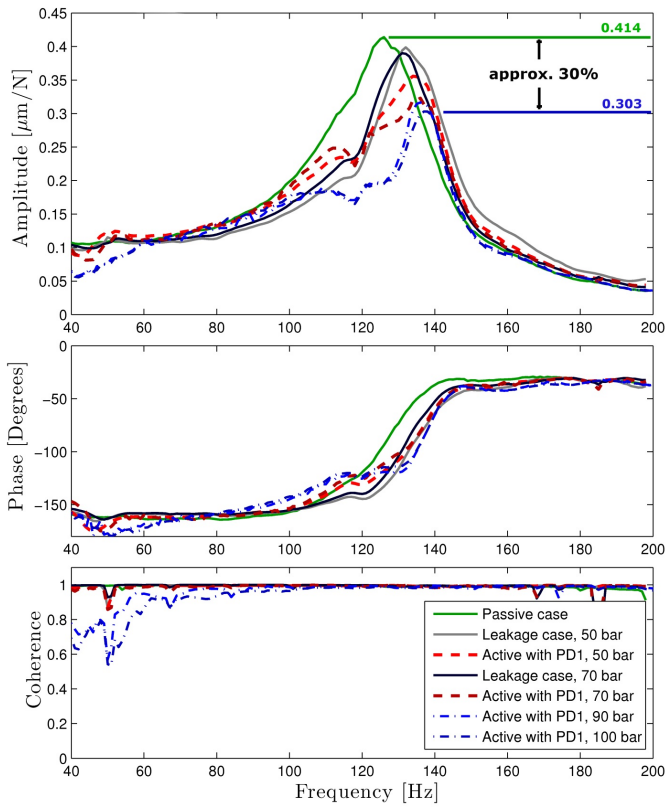 0.45
0.4
0.35
0.3
0.25
0.2
0.15
0.1
0.05
0
Amplitude [μm/N]
0.414
approx. 30%
0.303
40 60 80 100 120 140 160 180 200
0
−50
−100
−150
Phase [Degrees]
40 60 80 100 120 140 160 180 200
1
0.8
0.6
0.4
0.2
0
Coherence
Passive case
Leakage case, 50 bar
Active with PD1, 50 bar
Leakage case, 70 bar
Active with PD1, 70 bar
Active with PD1, 90 bar
Active with PD1, 100 bar
40 60 80 100 120 140 160 180 200
Frequency [Hz]